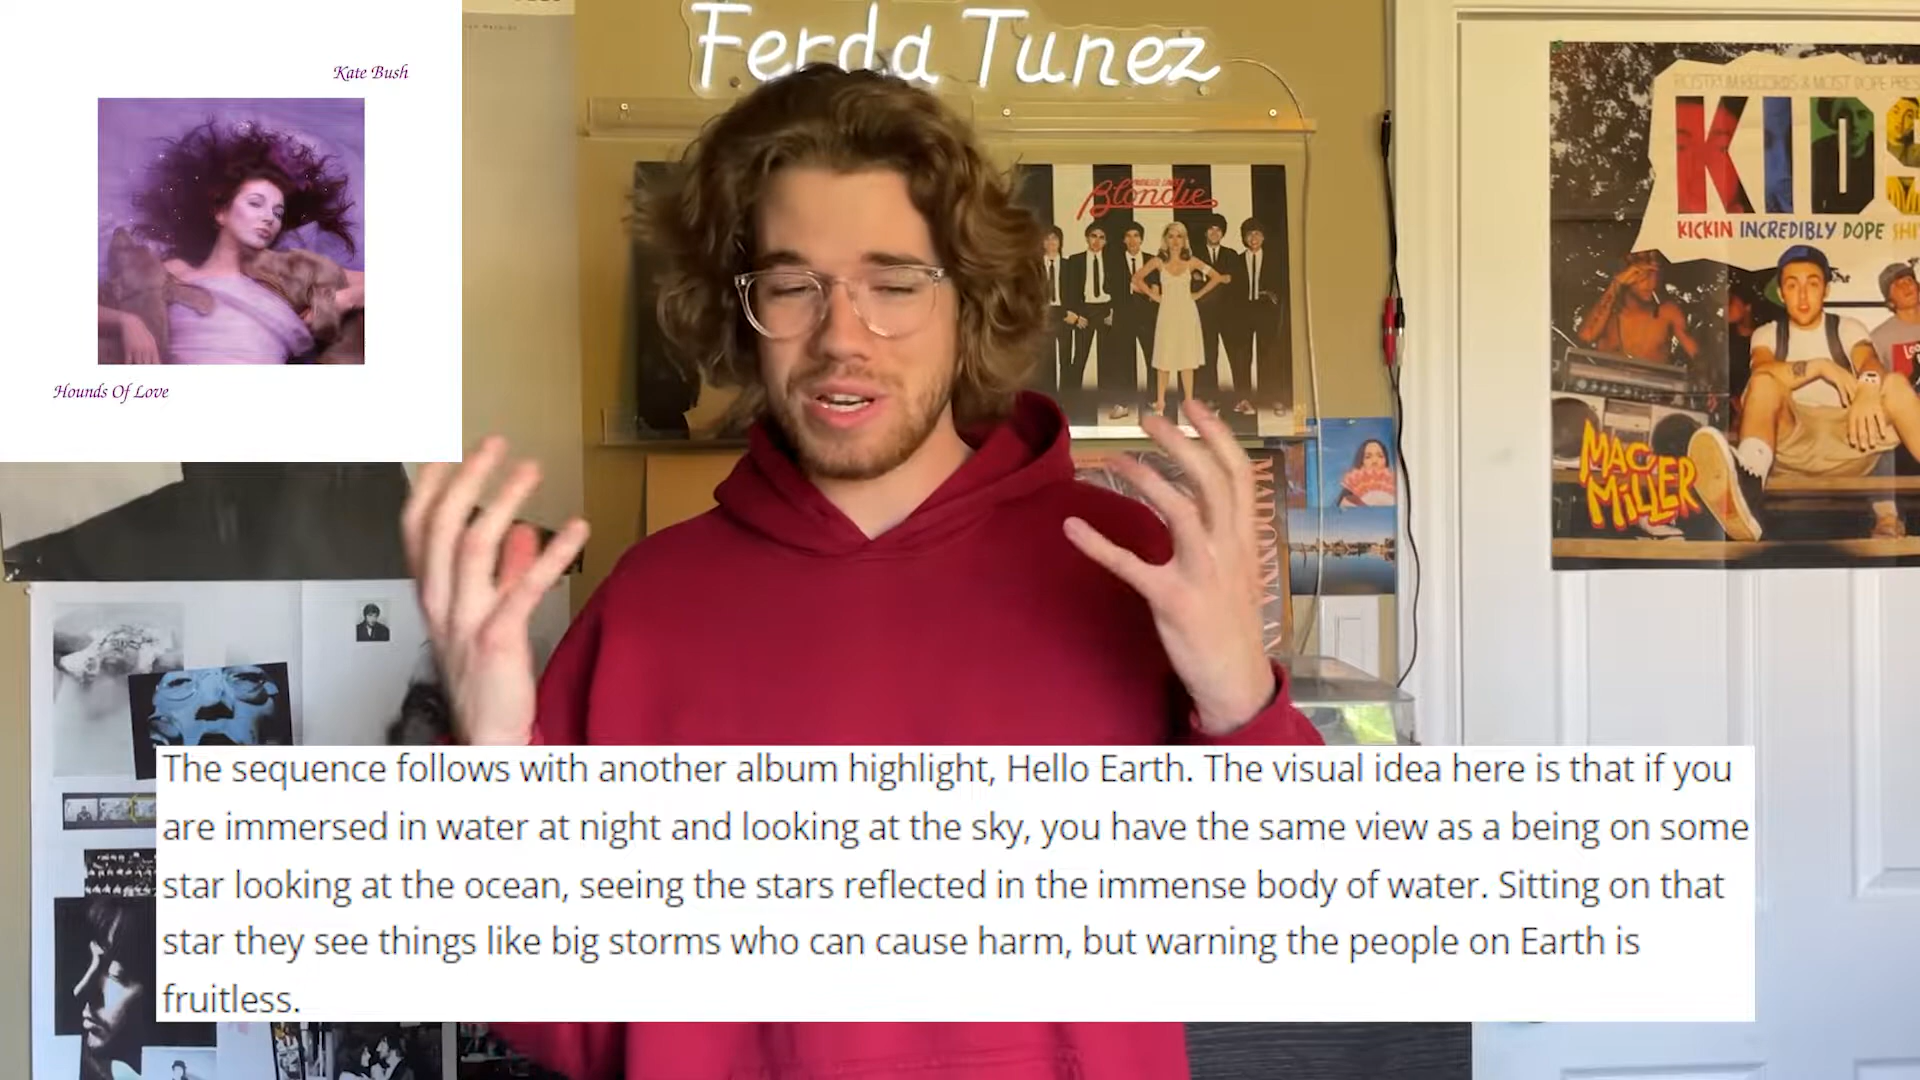 Kate Bush
Hounds Of Love
Ferda Tunez
Blondie
KIDS
KICKIN INCREDIBLY DOPE SHI
MAC
MILLER
MADONNA
The sequence follows with another album highlight, Hello Earth. The visual idea here is that if you
are immersed in water at night and looking at the sky, you have the same view as a being on some
star looking at the ocean, seeing the stars reflected in the immense body of water. Sitting on that
star they see things like big storms who can cause harm, but warning the people on Earth is
fruitless.